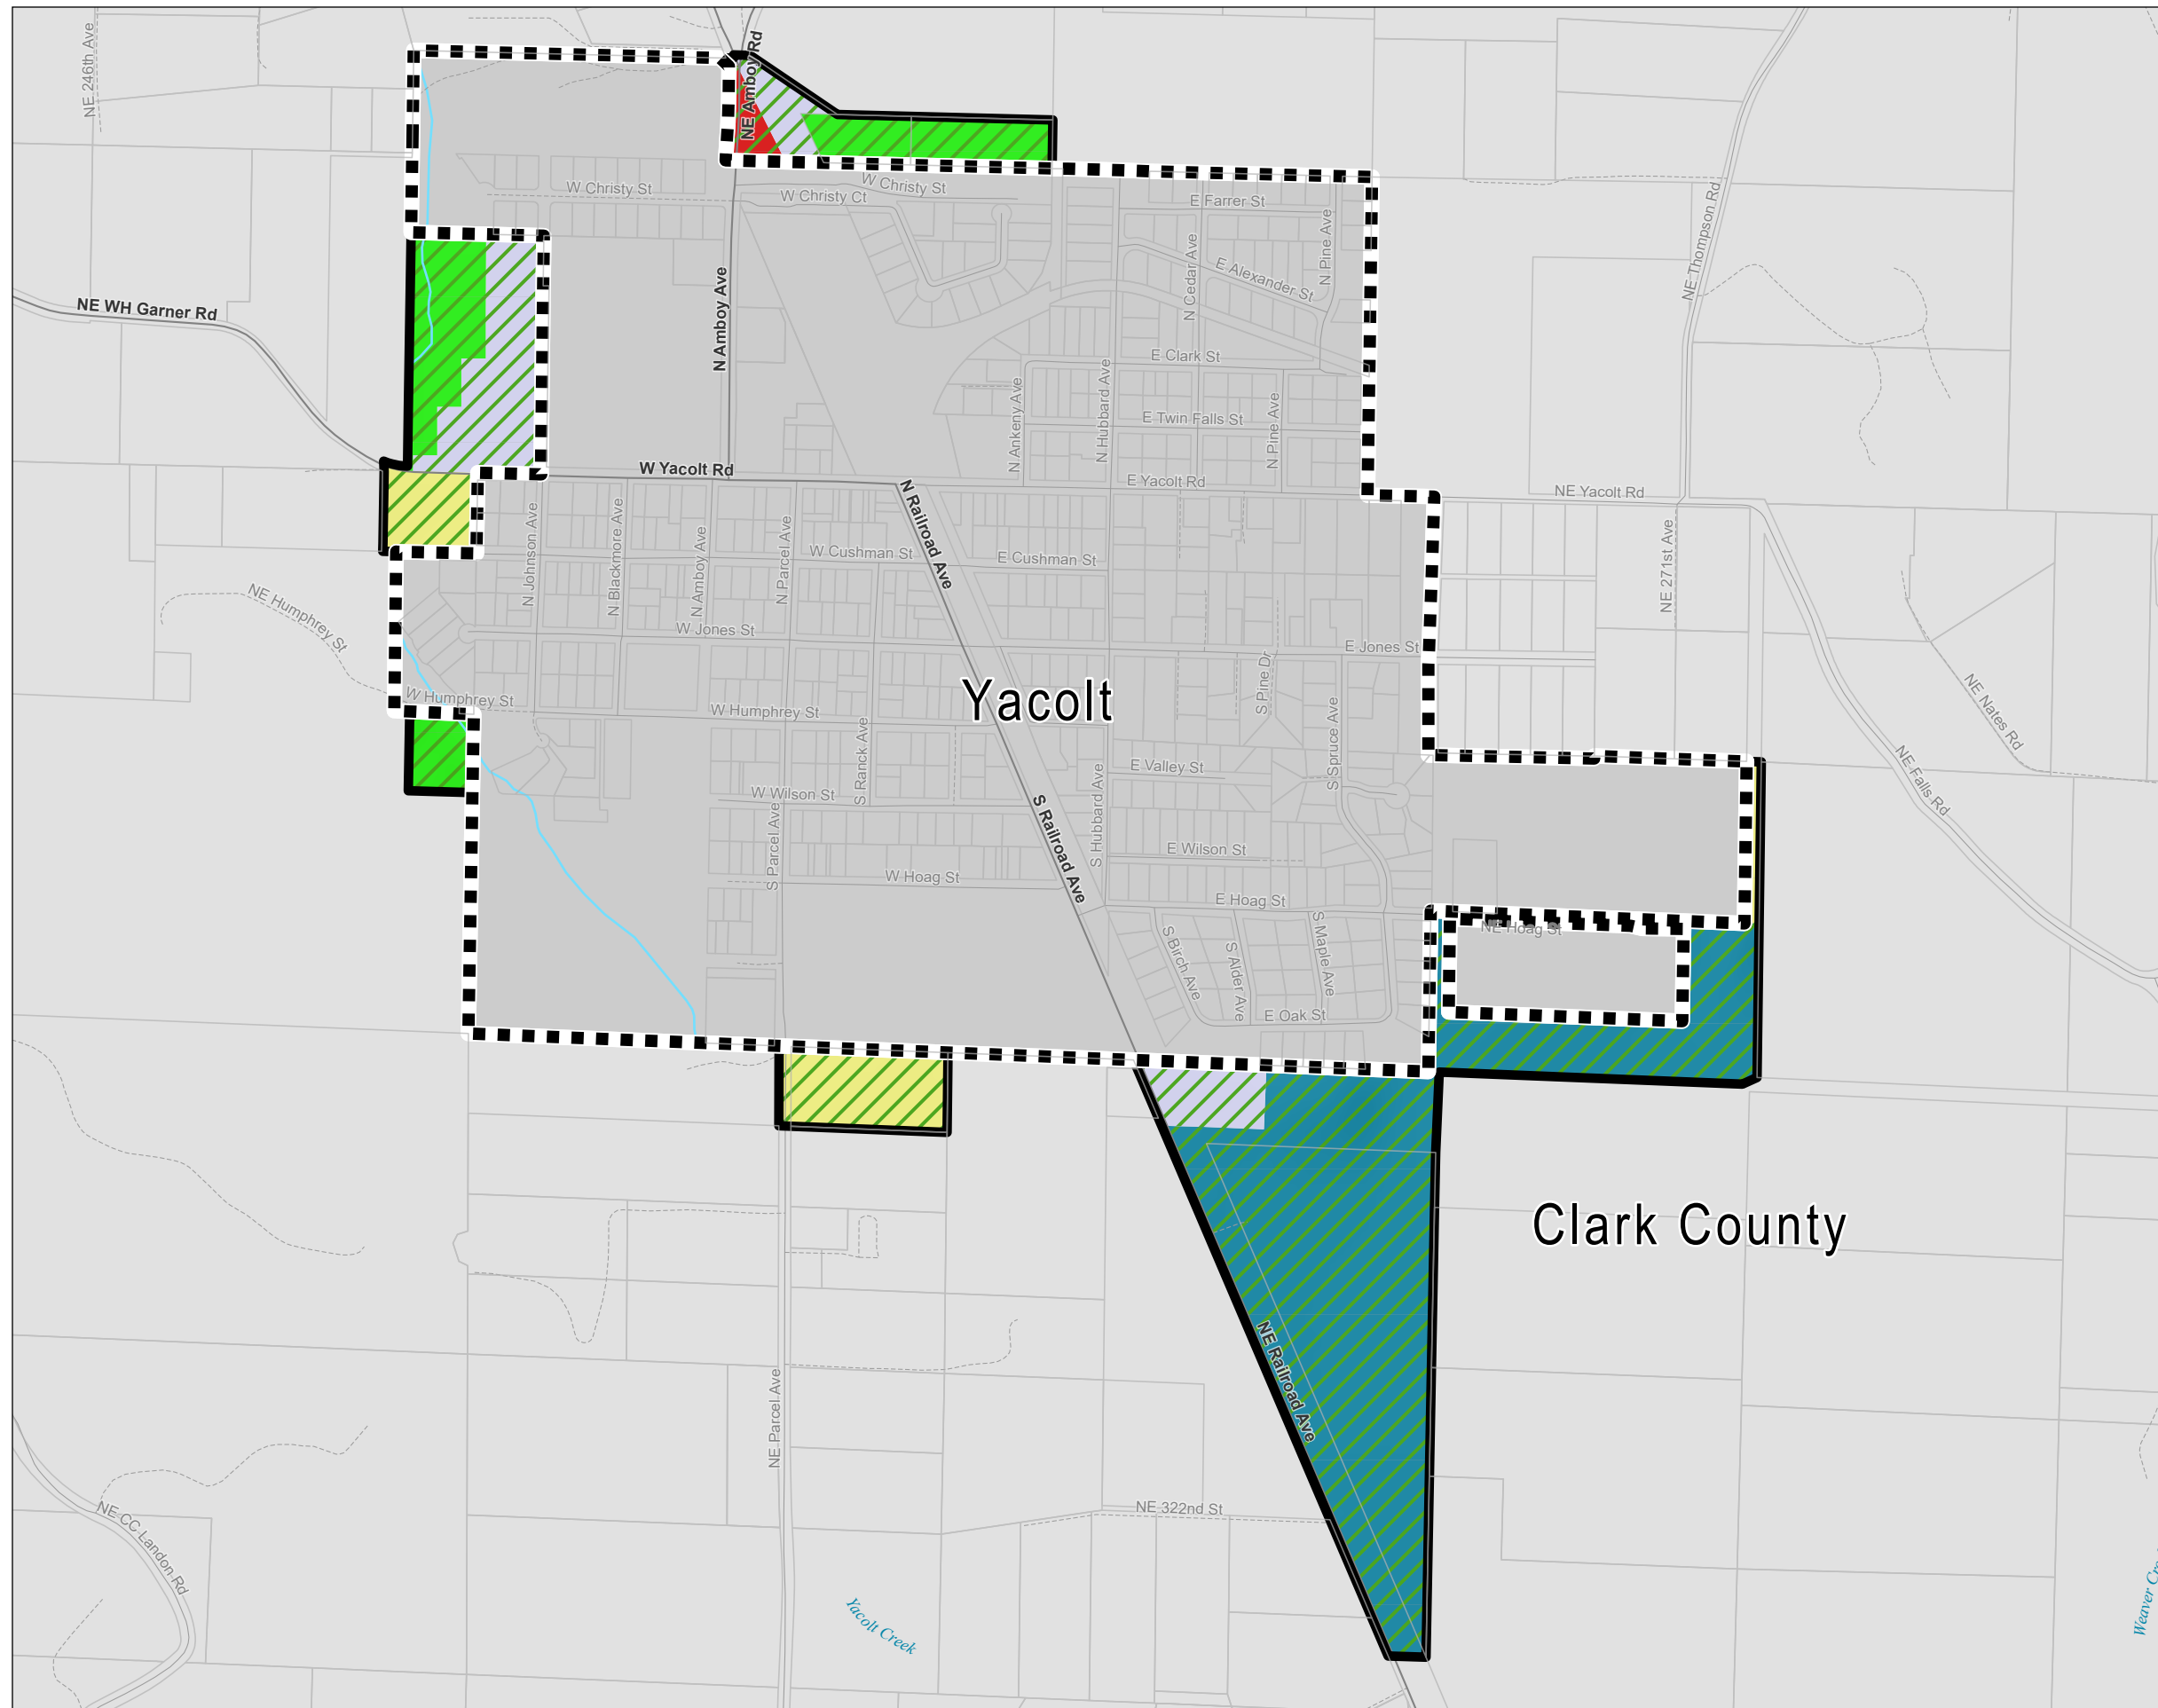 NE 246th Ave
NE Amboy Rd
W Christy St
W Christy St
W Christy Ct
E Farrer St
N Pine Ave
NE Thompson Rd
N Cedar Ave
E Alexander St
NE WH Garner Rd
N Amboy Ave
E Clark St
N Hubbard Ave
N Ankeny Ave
E Twin Falls St
N Pine Ave
W Yacolt Rd
E Yacolt Rd
NE Yacolt Rd
N Railroad Ave
N Johnson Ave
N Blackmore Ave
N Amboy Ave
N Parcel Ave
W Cushman St
E Cushman St
NE 271st Ave
NE Humphrey St
W Jones St
E Jones St
S Pine Dr
NE Nates Rd
W Humphrey St
W Humphrey St
Yacolt
S Spruce Ave
S Ranck Ave
E Valley St
NE Falls Rd
W Wilson St
S Parcel Ave
S Railroad Ave
S Hubbard Ave
E Wilson St
W Hoag St
E Hoag St
NE Hoag St
S Birch Ave
S Alder Ave
S Maple Ave
E Oak St
Clark County
NE Railroad Ave
NE Parcel Ave
NE 322nd St
NE CC Landon Rd
Yacolt Creek
Weaver